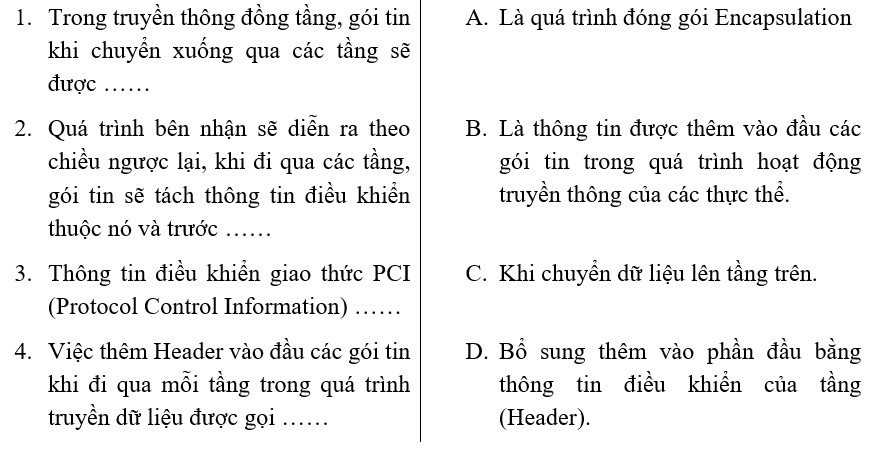 1. Trong truyền thông đồng tầng, gói tin
khi chuyển xuống qua các tầng sẽ
được ……
A. Là quá trình đóng gói Encapsulation
2. Quá trình bên nhận sẽ diễn ra theo
chiều ngược lại, khi đi qua các tầng,
gói tin sẽ tách thông tin điều khiển
thuộc nó và trước ……
B. Là thông tin được thêm vào đầu các
gói tin trong quá trình hoạt động
truyền thông của các thực thể.
3. Thông tin điều khiển giao thức PCI
(Protocol Control Information) ……
C. Khi chuyển dữ liệu lên tầng trên.
4. Việc thêm Header vào đầu các gói tin
khi đi qua mỗi tầng trong quá trình
truyền dữ liệu được gọi ……
D. Bổ sung thêm vào phần đầu bằng
thông tin điều khiển của tầng
(Header).